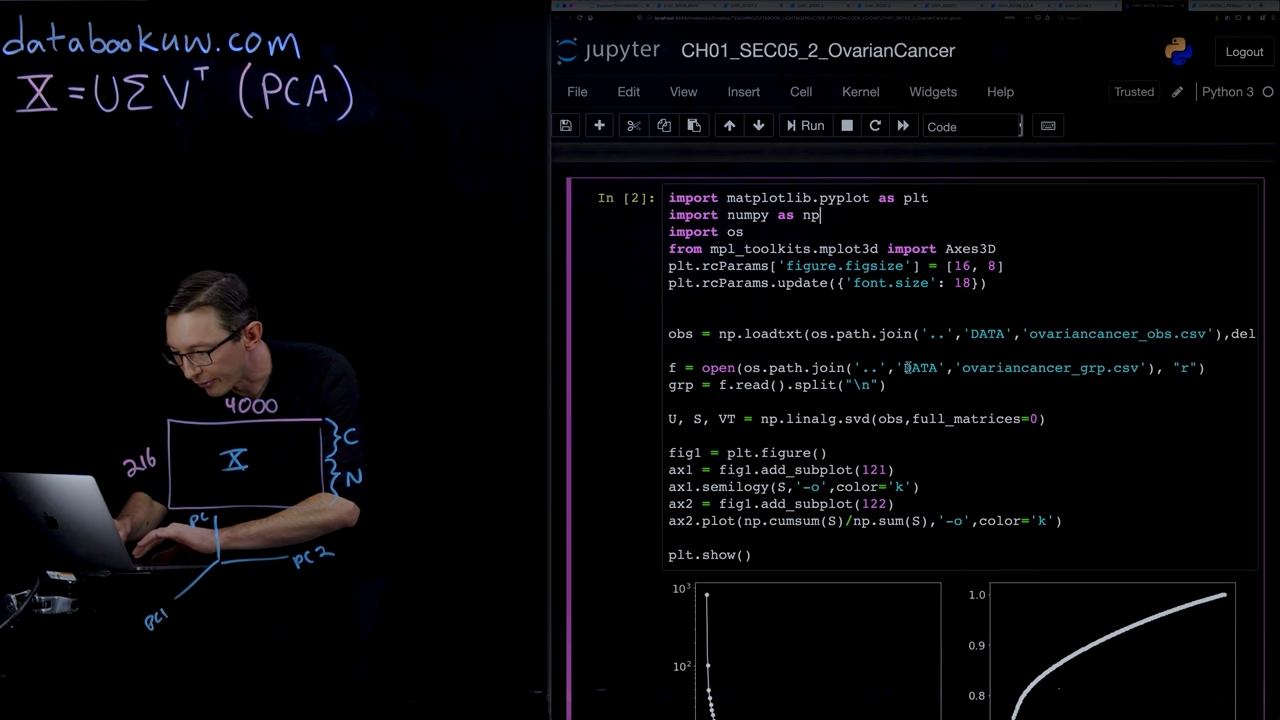 databookuw.com
X = UΣV^T (PCA)
4000
216
X
C
N
PC
PC2
PC1
jupyter CH01_SEC05_2_OvarianCancer
Logout
File Edit View Insert Cell Kernel Widgets Help
Trusted
Python 3
Run
Code
In [2]:
import matplotlib.pyplot as plt
import numpy as np
import os
from mpl_toolkits.mplot3d import Axes3D
plt.rcParams['figure.figsize'] = [16, 8]
plt.rcParams.update({'font.size': 18})
obs = np.loadtxt(os.path.join('..','DATA','ovariancancer_obs.csv'),del
f = open(os.path.join('..','DATA','ovariancancer_grp.csv'), "r")
grp = f.read().split("\n")
U, S, VT = np.linalg.svd(obs,full_matrices=0)
fig1 = plt.figure()
ax1 = fig1.add_subplot(121)
ax1.semilogy(S,'-o',color='k')
ax2 = fig1.add_subplot(122)
ax2.plot(np.cumsum(S)/np.sum(S),'-o',color='k')
plt.show()
10³
10²
1.0
0.9
0.8